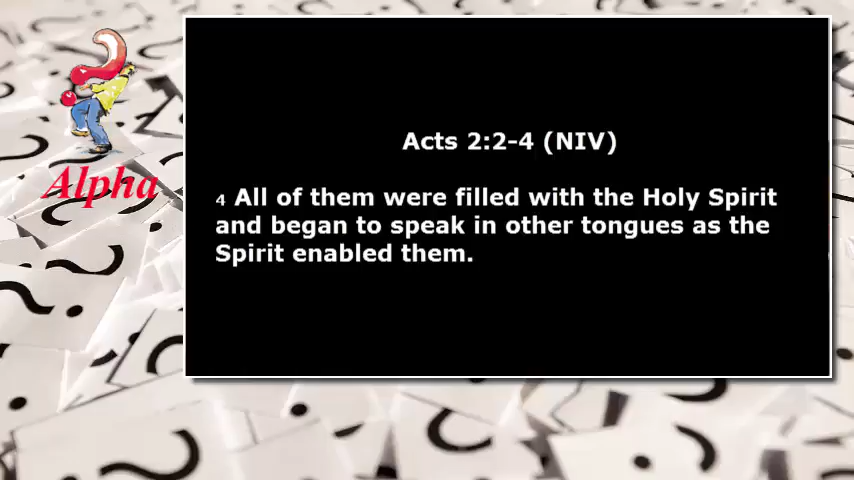 Alpha
Acts 2:2-4 (NIV)
4 All of them were filled with the Holy Spirit
and began to speak in other tongues as the
Spirit enabled them.